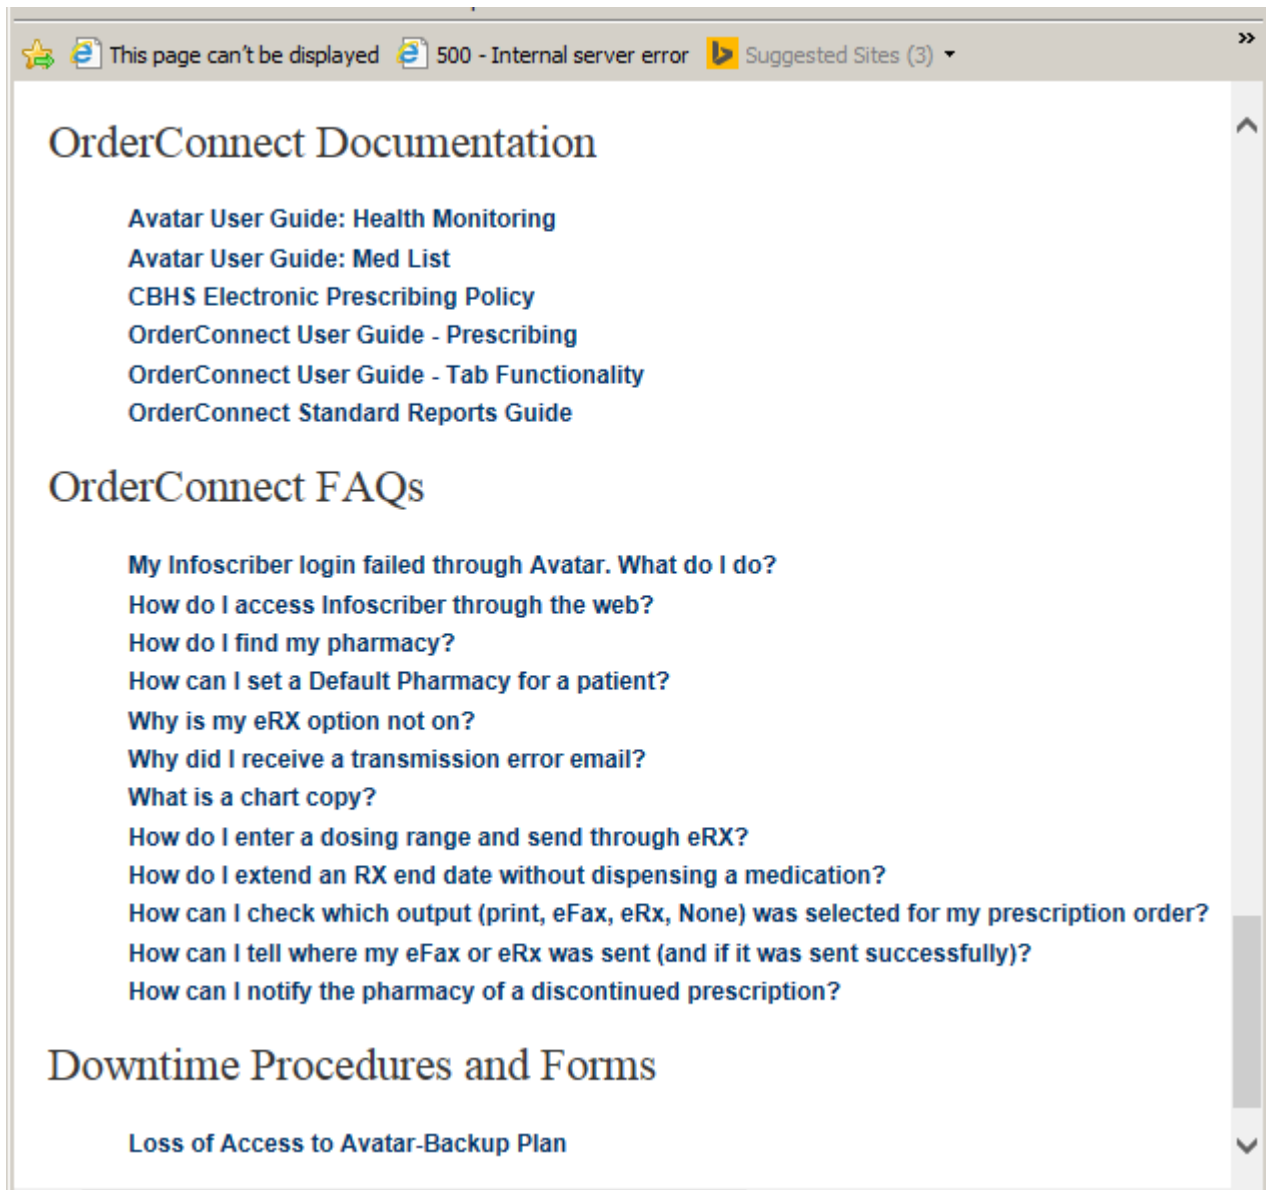 This page can't be displayed 500 - Internal server error Suggested Sites (3)
OrderConnect Documentation
Avatar User Guide: Health Monitoring
Avatar User Guide: Med List
CBHS Electronic Prescribing Policy
OrderConnect User Guide - Prescribing
OrderConnect User Guide - Tab Functionality
OrderConnect Standard Reports Guide
OrderConnect FAQs
My Infoscriber login failed through Avatar. What do I do?
How do I access Infoscriber through the web?
How do I find my pharmacy?
How can I set a Default Pharmacy for a patient?
Why is my eRX option not on?
Why did I receive a transmission error email?
What is a chart copy?
How do I enter a dosing range and send through eRX?
How do I extend an RX end date without dispensing a medication?
How can I check which output (print, eFax, eRx, None) was selected for my prescription order?
How can I tell where my eFax or eRx was sent (and if it was sent successfully)?
How can I notify the pharmacy of a discontinued prescription?
Downtime Procedures and Forms
Loss of Access to Avatar-Backup Plan